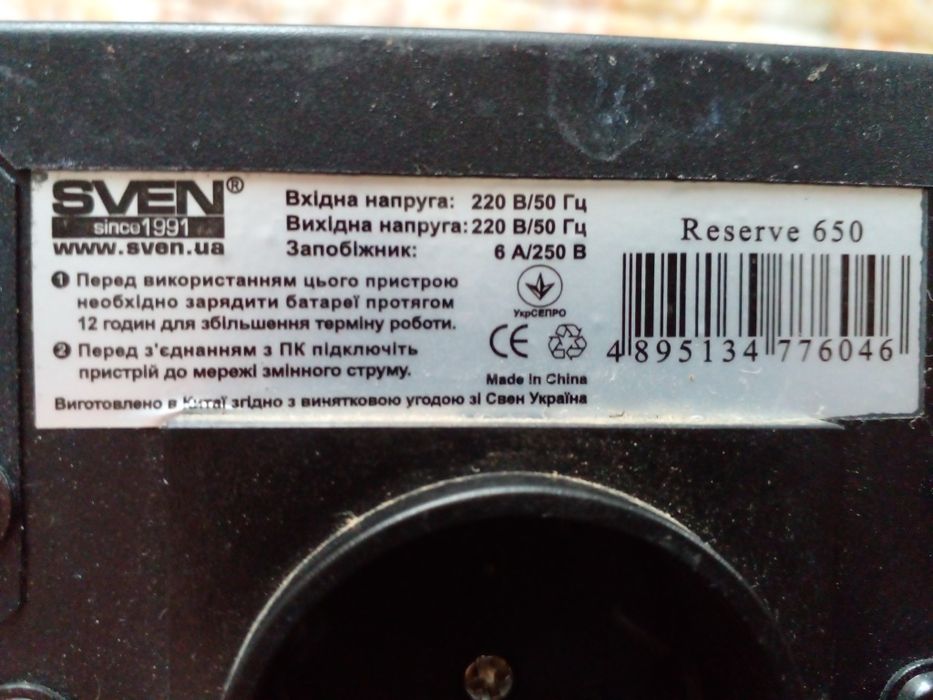 SVEN®
since1991
www.sven.ua
Вхідна напруга: 220 В/50 Гц
Вихідна напруга: 220 В/50 Гц
Запобіжник: 6 А/250 В
1 Перед використанням цього пристрою
необхідно зарядити батареї протягом
12 годин для збільшення терміну роботи.
2 Перед з'єднанням з ПК підключіть
пристрій до мережі змінного струму.
УкрСЕПРО
CE
Made in China
Виготовлено в Китаї згідно з винятковою угодою зі Свен Україна
Reserve 650
4 895134 776046